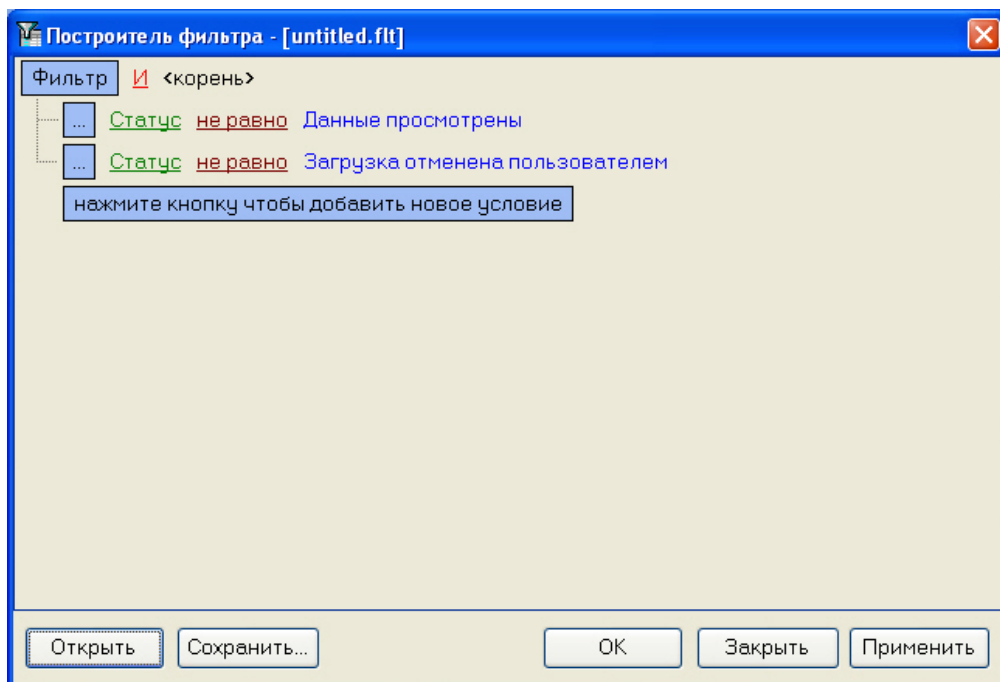 Построитель фильтра - [untitled.flt]
Фильтр И <корень>
... Статус не равно Данные просмотрены
... Статус не равно Загрузка отменена пользователем
нажмите кнопку чтобы добавить новое условие
Открыть Сохранить... OK Закрыть Применить